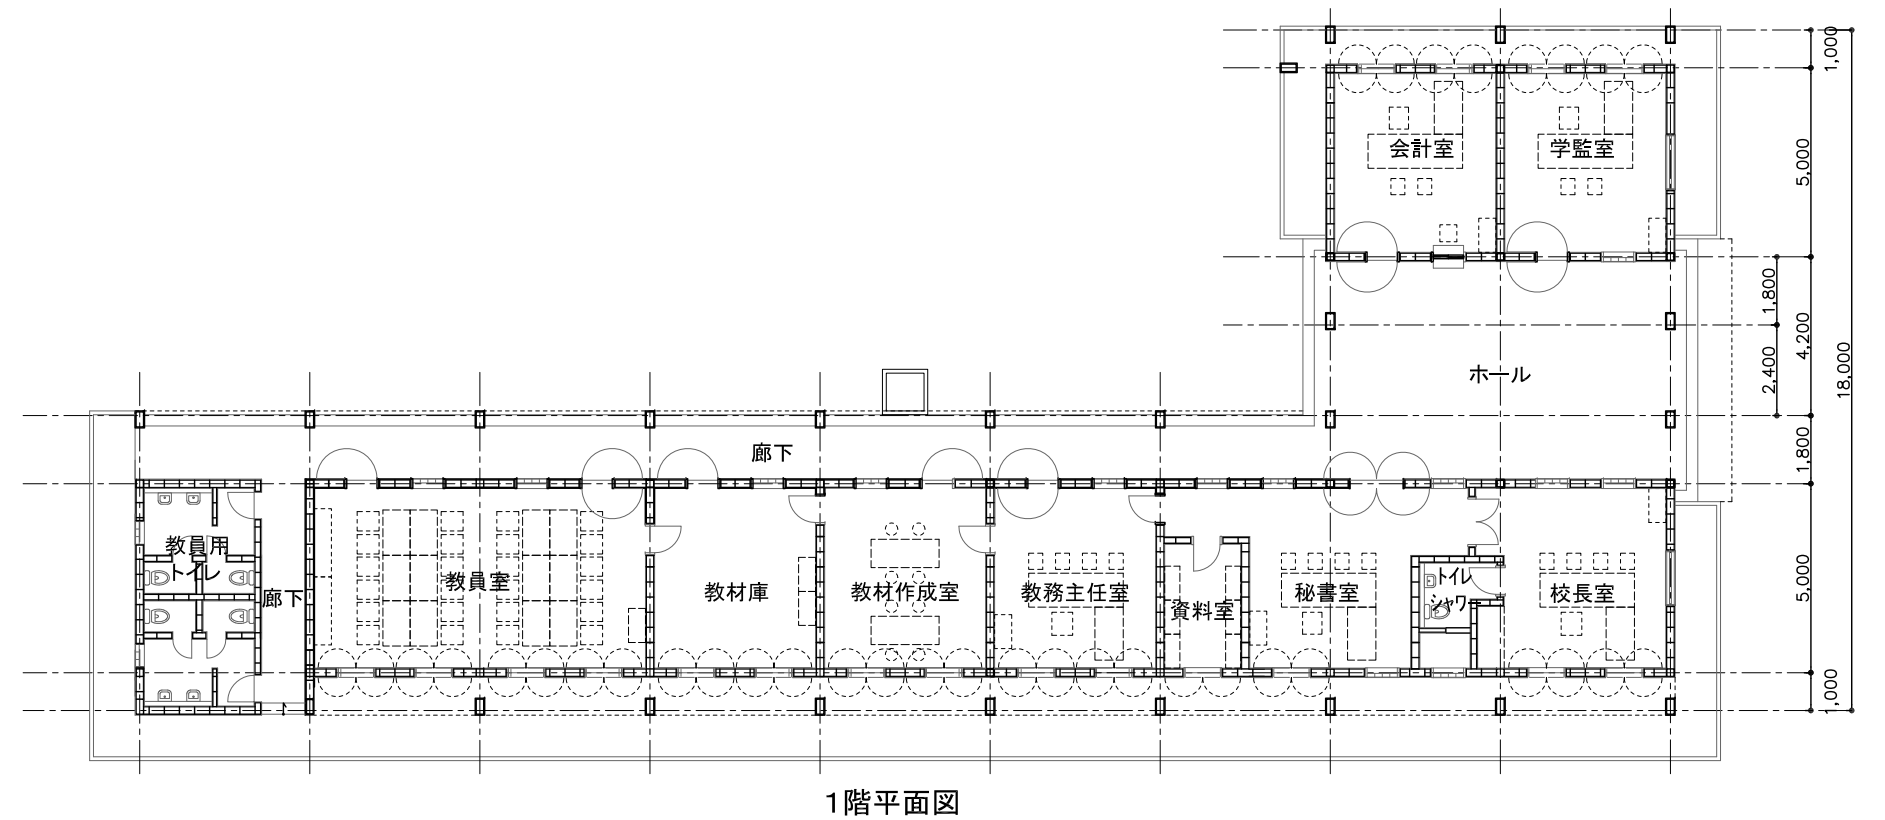 1,000
会計室
学監室
5,000
1,800
4,200
2,400
18,000
ホール
廊下
1,800
教員用
トイレ
廊下
教員室
教材庫
教材作成室
教務主任室
資料室
秘書室
トイレ
シャワー
校長室
5,000
1,000
1階平面図